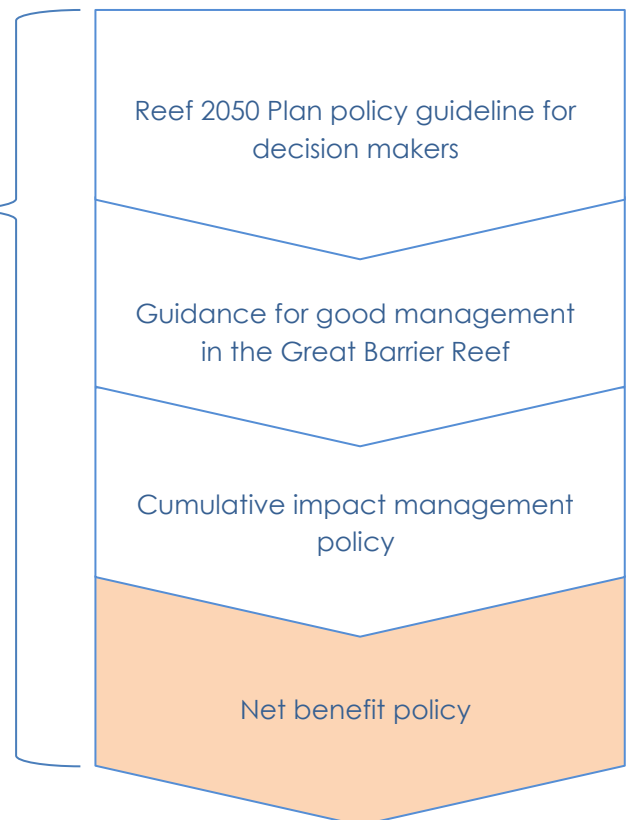 Reef 2050 Plan policy guideline for
decision makers
Guidance for good management
in the Great Barrier Reef
Cumulative impact management
policy
Net benefit policy